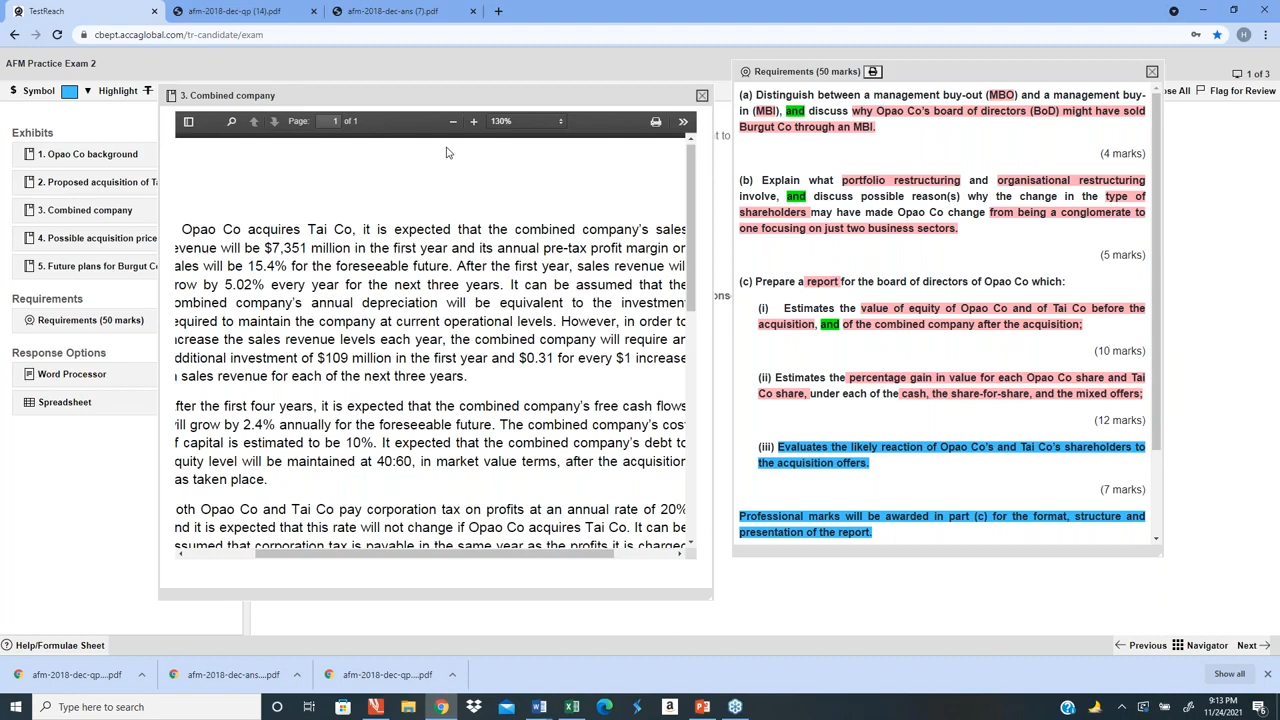 TestReach
afm-2018-dec-qp (14).pdf
afm-2018-dec-ans (7).pdf
cbept.accaglobal.com/tr-candidate/exam
AFM Practice Exam 2
1 of 3
$ Symbol
Highlight
ose All
Flag for Review
Exhibits
1. Opao Co background
2. Proposed acquisition of Ta
3. Combined company
4. Possible acquisition price
5. Future plans for Burgut Co
Requirements
Requirements (50 marks)
Response Options
Word Processor
Spreadsheet
3. Combined company
Page: 1 of 1
130%
Opao Co acquires Tai Co, it is expected that the combined company's sales
evenue will be $7,351 million in the first year and its annual pre-tax profit margin on
ales will be 15.4% for the foreseeable future. After the first year, sales revenue will
row by 5.02% every year for the next three years. It can be assumed that the
ombined company's annual depreciation will be equivalent to the investment
equired to maintain the company at current operational levels. However, in order to
ncrease the sales revenue levels each year, the combined company will require an
dditional investment of $109 million in the first year and $0.31 for every $1 increase
n sales revenue for each of the next three years.
fter the first four years, it is expected that the combined company's free cash flows
vill grow by 2.4% annually for the foreseeable future. The combined company's cost
f capital is estimated to be 10%. It expected that the combined company's debt to
quity level will be maintained at 40:60, in market value terms, after the acquisition
as taken place.
oth Opao Co and Tai Co pay corporation tax on profits at an annual rate of 20%
nd it is expected that this rate will not change if Opao Co acquires Tai Co. It can be
ssumed that corporation tax is payable in the same year as the profits it is charged
nt to
ons
Requirements (50 marks)
(a) Distinguish between a management buy-out (MBO) and a management buy-
in (MBI), and discuss why Opao Co's board of directors (BoD) might have sold
Burgut Co through an MBI.
(4 marks)
(b) Explain what portfolio restructuring and organisational restructuring
involve, and discuss possible reason(s) why the change in the type of
shareholders may have made Opao Co change from being a conglomerate to
one focusing on just two business sectors.
(5 marks)
(c) Prepare a report for the board of directors of Opao Co which:
(i) Estimates the value of equity of Opao Co and of Tai Co before the
acquisition, and of the combined company after the acquisition;
(10 marks)
(ii) Estimates the percentage gain in value for each Opao Co share and Tai
Co share, under each of the cash, the share-for-share, and the mixed offers;
(12 marks)
(iii) Evaluates the likely reaction of Opao Co's and Tai Co's shareholders to
the acquisition offers.
(7 marks)
Professional marks will be awarded in part (c) for the format, structure and
presentation of the report.
Help/Formulae Sheet
Previous
Navigator
Next
afm-2018-dec-qp....pdf
afm-2018-dec-ans....pdf
afm-2018-dec-qp....pdf
Show all
Type here to search
9:13 PM
11/24/2021